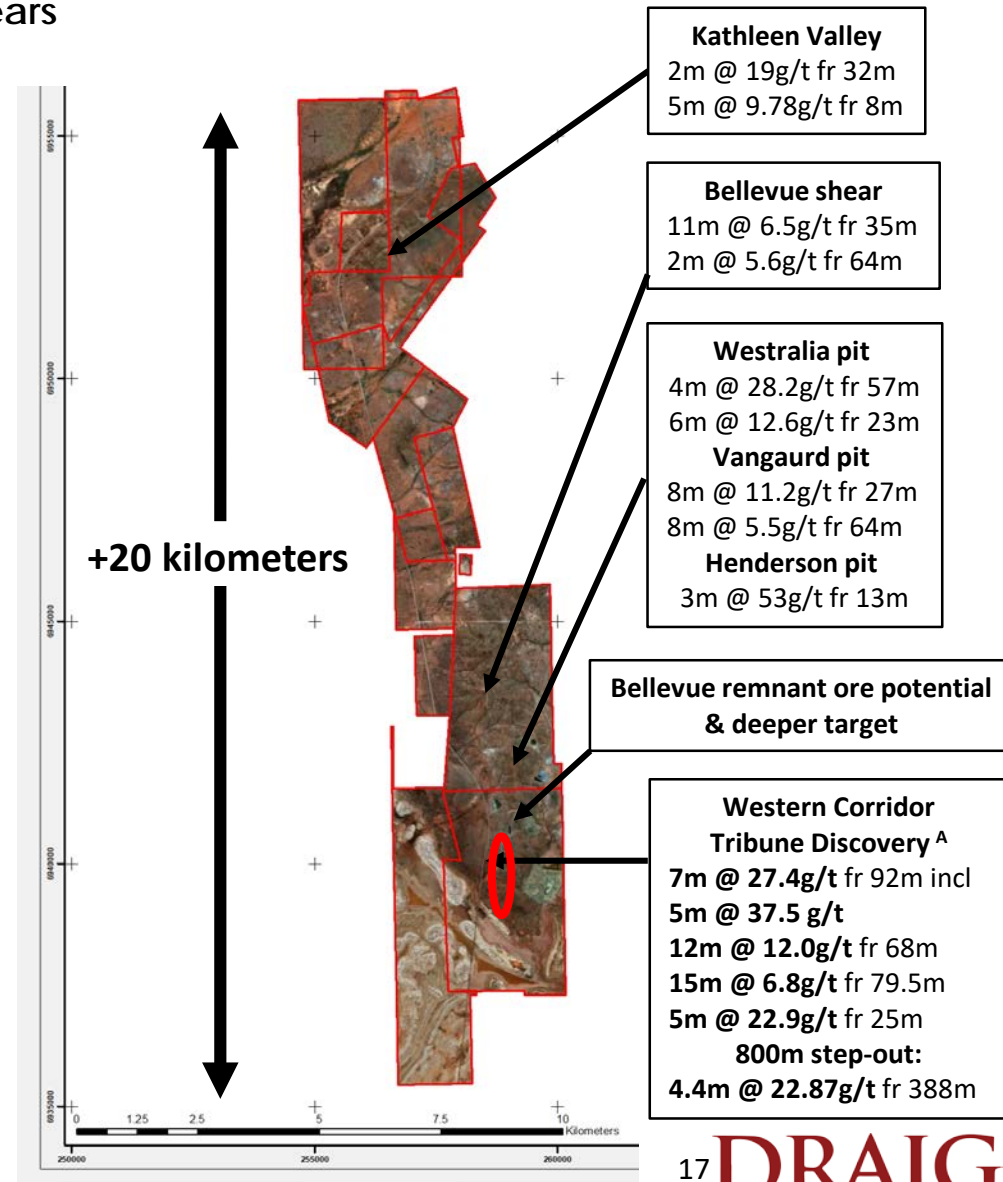 ears
Kathleen Valley
2m @ 19g/t fr 32m
5m @ 9.78g/t fr 8m
Bellevue shear
11m @ 6.5g/t fr 35m
2m @ 5.6g/t fr 64m
Westralia pit
4m @ 28.2g/t fr 57m
6m @ 12.6g/t fr 23m
Vangaurd pit
8m @ 11.2g/t fr 27m
8m @ 5.5g/t fr 64m
Henderson pit
3m @ 53g/t fr 13m
+20 kilometers
Bellevue remnant ore potential
& deeper target
Western Corridor
Tribune Discovery A
7m @ 27.4g/t fr 92m incl
5m @ 37.5 g/t
12m @ 12.0g/t fr 68m
15m @ 6.8g/t fr 79.5m
5m @ 22.9g/t fr 25m
800m step-out:
4.4m @ 22.87g/t fr 388m
6955000
6950000
6945000
6940000
6935000
0 1.25 2.5 5 7.5 10
Kilometers
250000 255000 260000
17
DRAIG